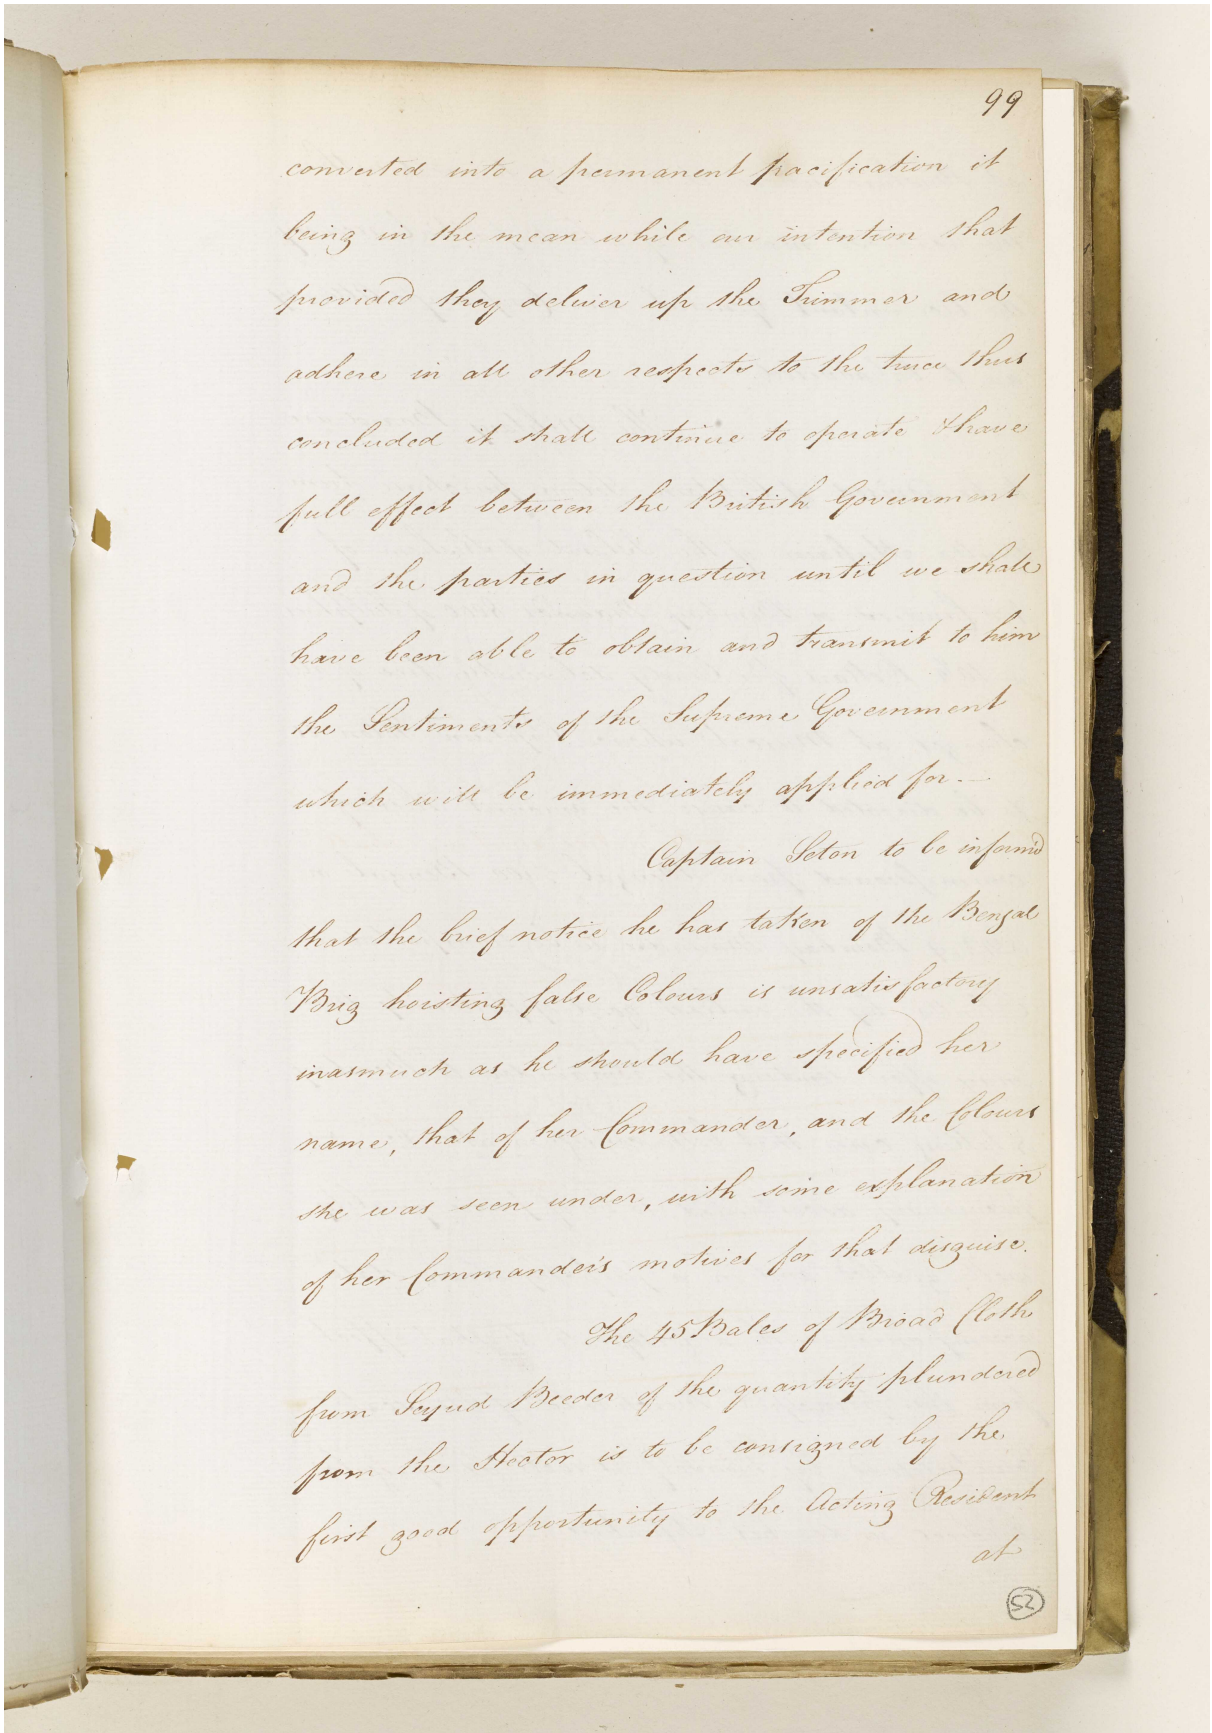 99
converted into a permanent pacification it
being in the mean while our intention that
provided they deliver up the Trimmer and
adhere in all other respects to the truce thus
concluded it shall continue to operate & have
full effect between the British Government
and the parties in question until we shall
have been able to obtain and transmit to him
the Sentiments of the Supreme Government
which will be immediately applied for.—
Captain Seton to be inform'd
that the brief notice he has taken of the Bengal
Brig hoisting false Colours is unsatisfactory
inasmuch as he should have specified her
name, that of her Commander, and the Colours
she was seen under, with some explanation
of her Commander's motives for that disguise.
The 45 Bales of Broad Cloth
from Seyud Beeder of the quantity plundered
from the Hector is to be consigned by the
first good opportunity to the Acting Resident
at
52